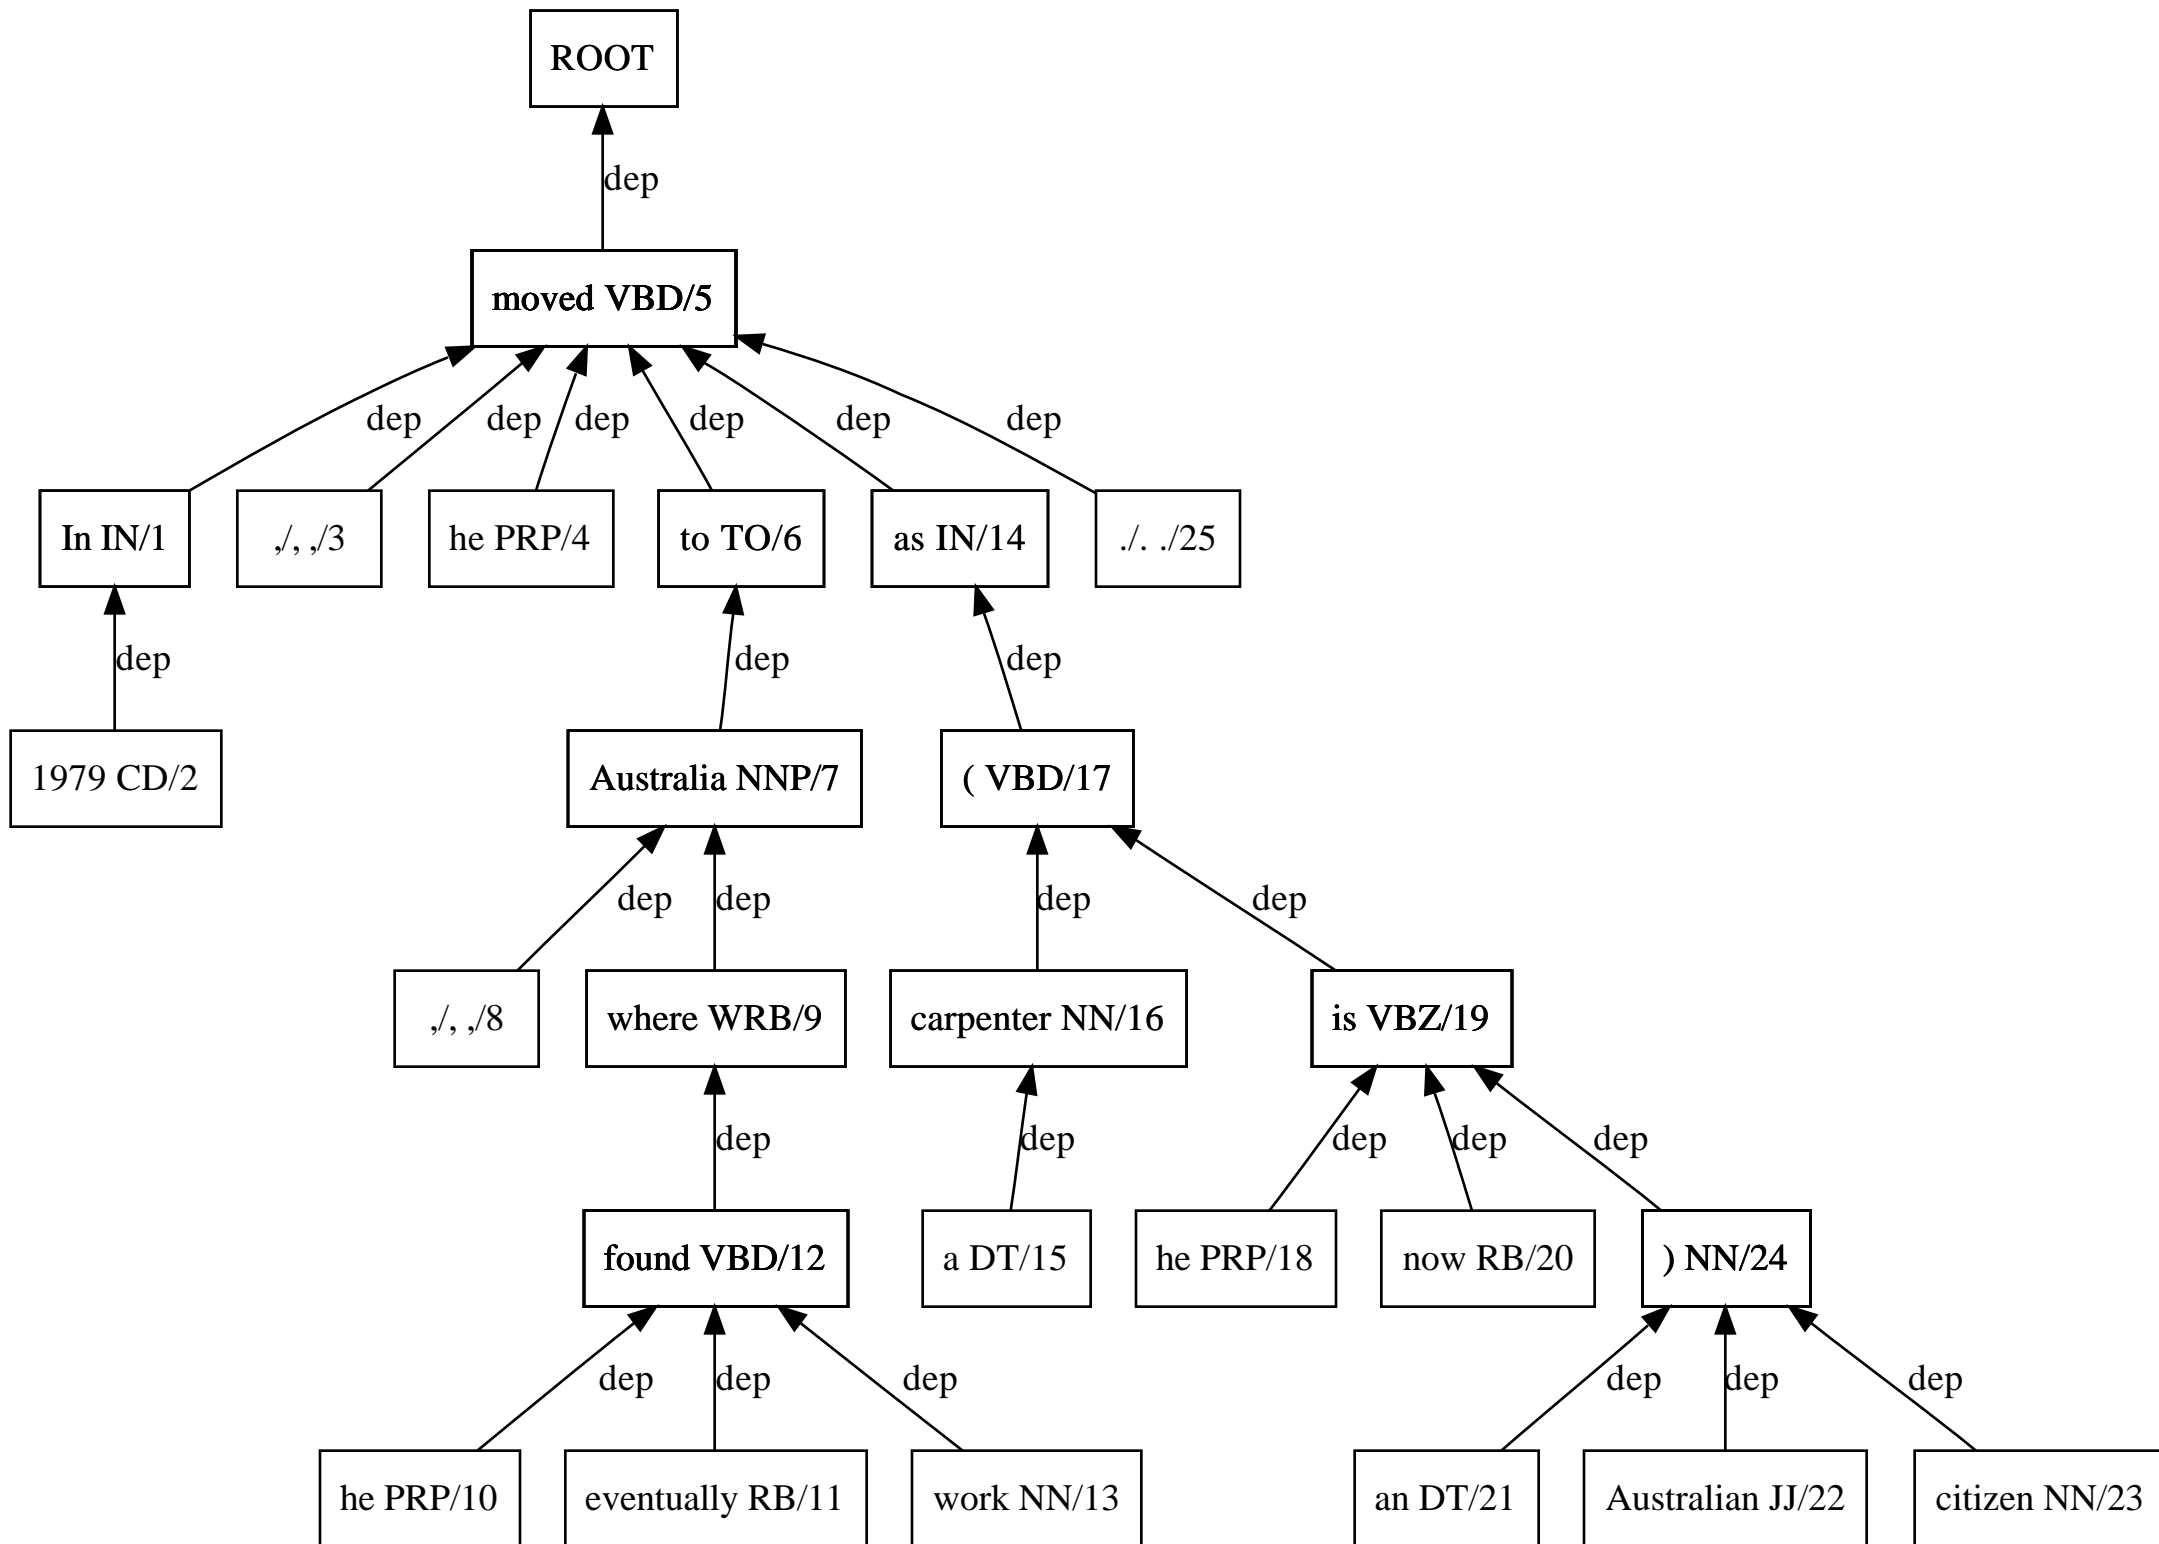 ROOT
dep
moved VBD/5
dep dep dep dep dep dep
In IN/1 ,/, ,/3 he PRP/4 to TO/6 as IN/14 ./. ./25
dep dep dep
1979 CD/2 Australia NNP/7 ( VBD/17
dep dep dep dep
,/, ,/8 where WRB/9 carpenter NN/16 is VBZ/19
dep dep dep dep dep
found VBD/12 a DT/15 he PRP/18 now RB/20 ) NN/24
dep dep dep dep dep dep
he PRP/10 eventually RB/11 work NN/13 an DT/21 Australian JJ/22 citizen NN/23